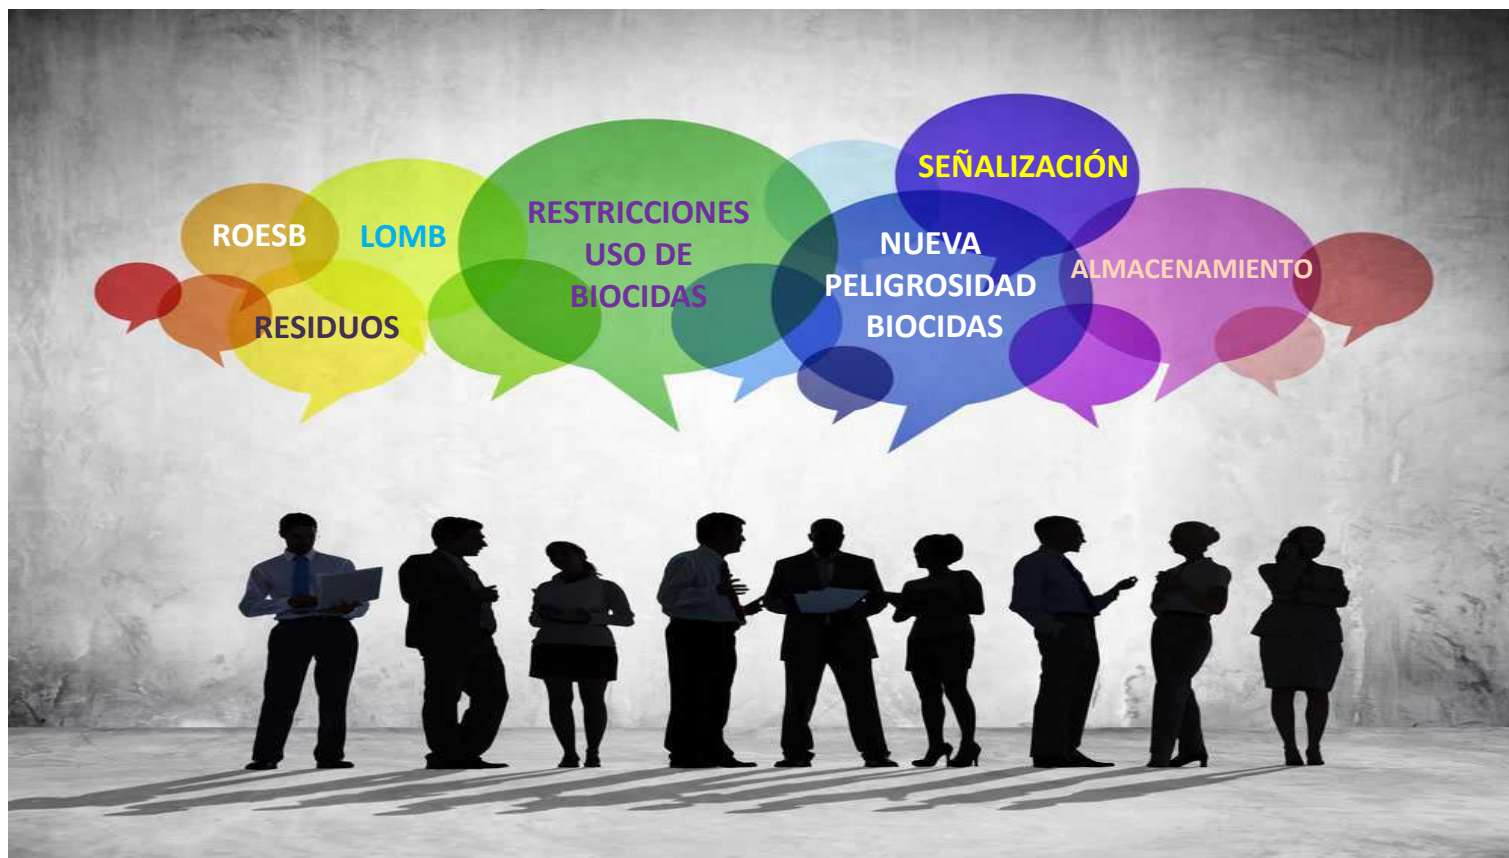 ROESB
LOMB
RESIDUOS
RESTRICCIONES
USO DE
BIOCIDAS
SEÑALIZACIÓN
NUEVA
PELIGROSIDAD
BIOCIDAS
ALMACENAMIENTO